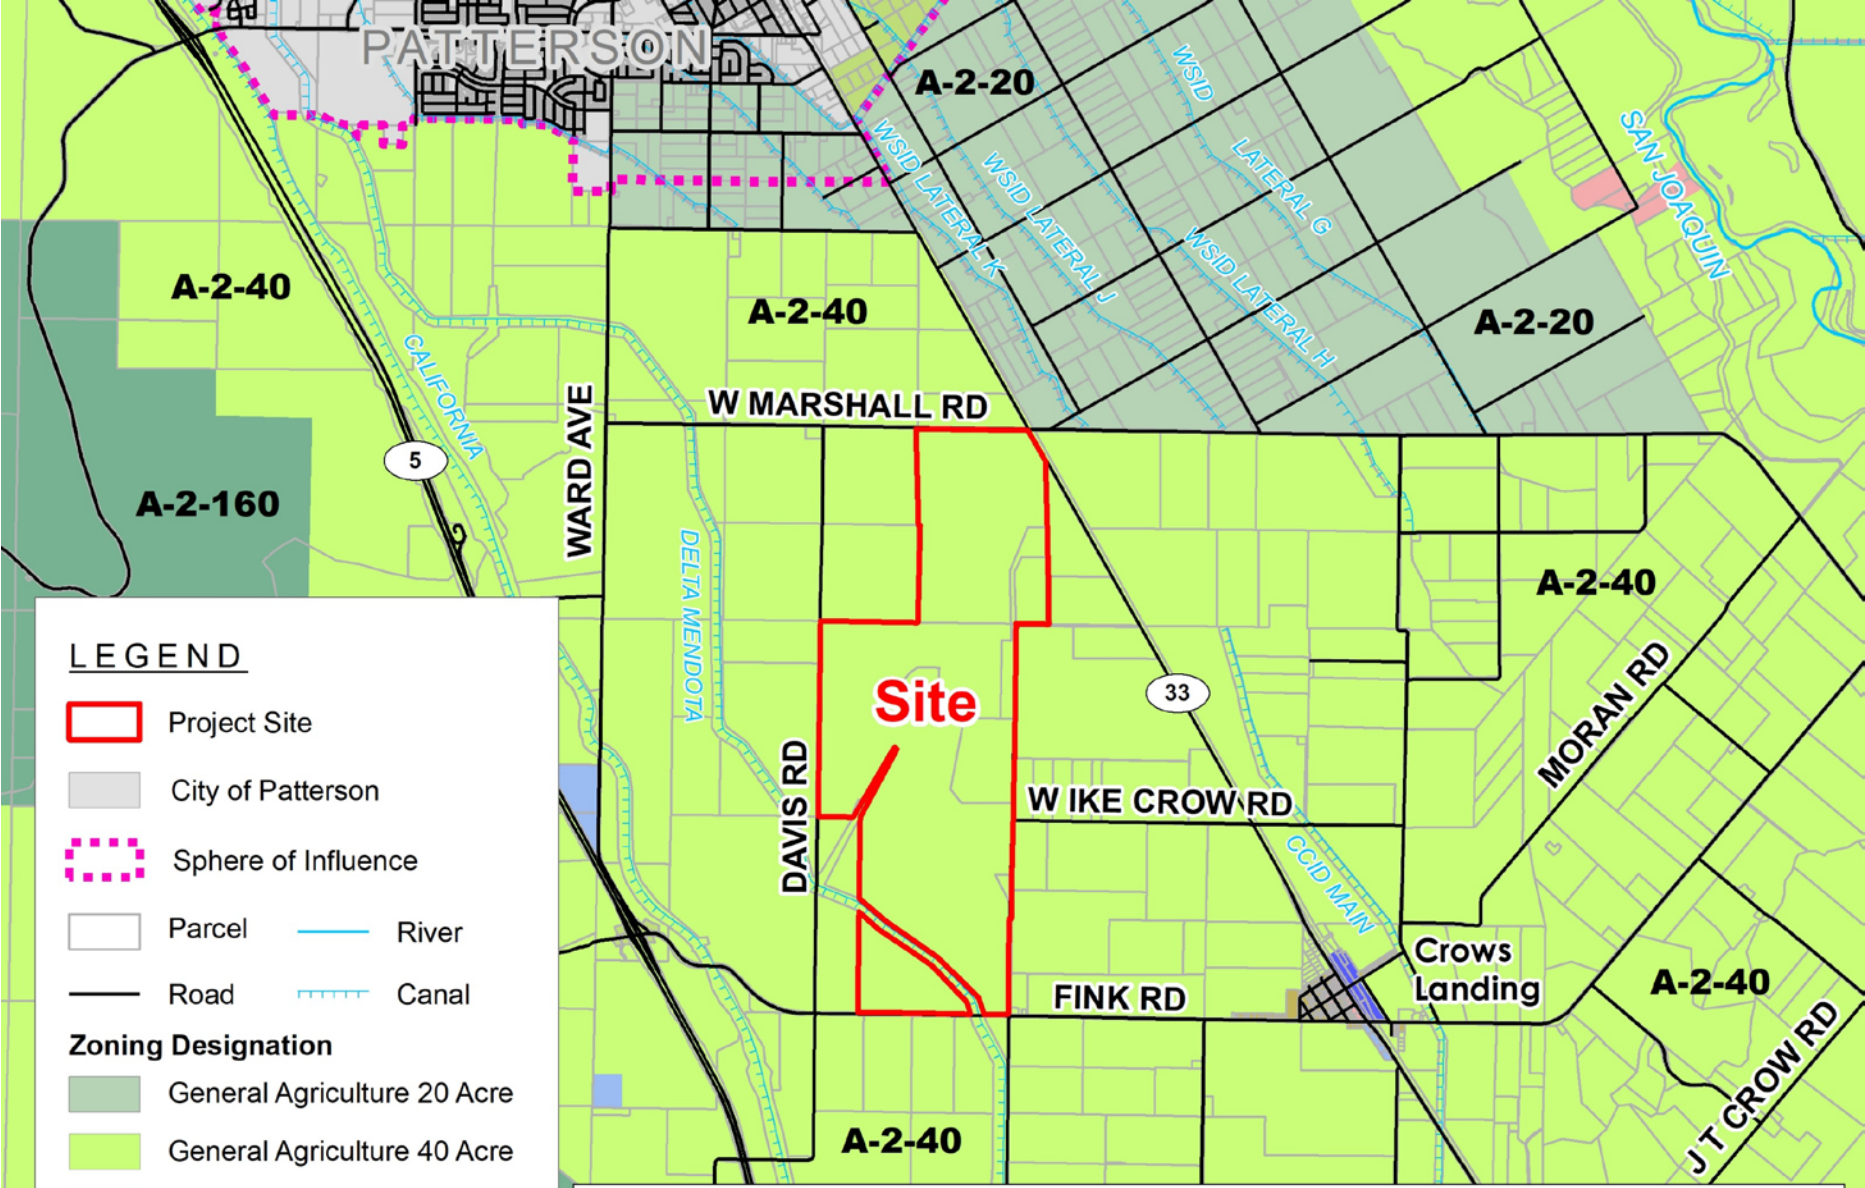 PATTERSON
A-2-20
WSID
LATERAL G
SAN JOAQUIN
WSID LATERAL K
WSID LATERAL J
WSID LATERAL H
A-2-40
A-2-40
A-2-20
CALIFORNIA
W MARSHALL RD
WARD AVE
5
A-2-160
DELTA MENDOTA
A-2-40
MORAN RD
Site
33
DAVIS RD
W IKE CROW RD
CCID MAIN
Crows
Landing
FINK RD
A-2-40
J T CROW RD
A-2-40
LEGEND
Project Site
City of Patterson
Sphere of Influence
Parcel
River
Road
Canal
Zoning Designation
General Agriculture 20 Acre
General Agriculture 40 Acre